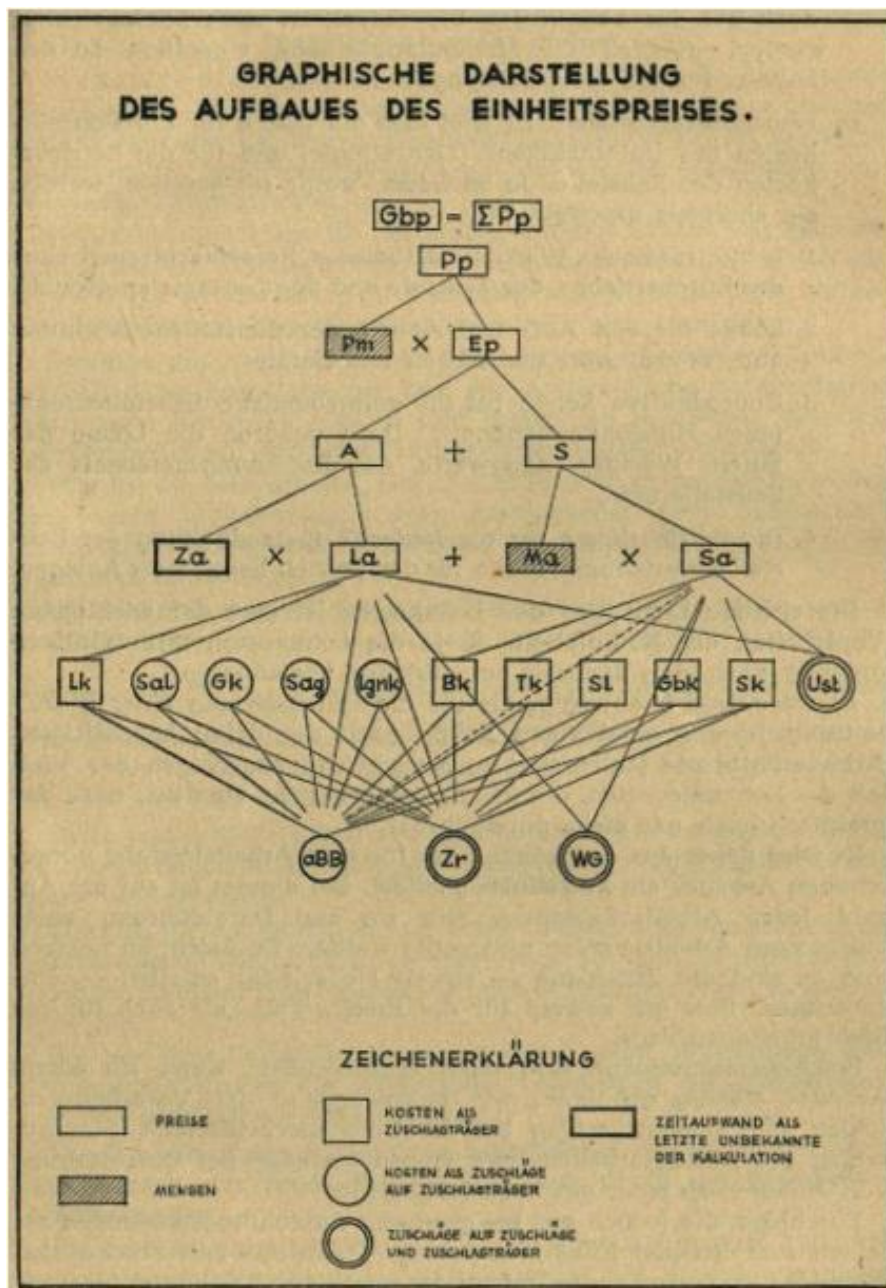 GRAPHISCHE DARSTELLUNG
DES AUFBAUES DES EINHEITSPREISES.
Gbp = ΣPp
Pp
Pm × Ep
A + S
Za × La + Ma × Sa
Lk Sal Gk Sag Lgnk Bk Tk Sl Gbk Sk Ust
aBB Zr WG
ZEICHENERKLÄRUNG
PREISE
MENGEN
KOSTEN ALS
ZUSCHLAGTRÄGER
KOSTEN ALS ZUSCHLÄGE
AUF ZUSCHLAGTRÄGER
ZUSCHLÄGE AUF ZUSCHLÄGE
UND ZUSCHLAGTRÄGER
ZEITAUFWAND ALS
LETZTE UNBEKANNTE
DER KALKULATION